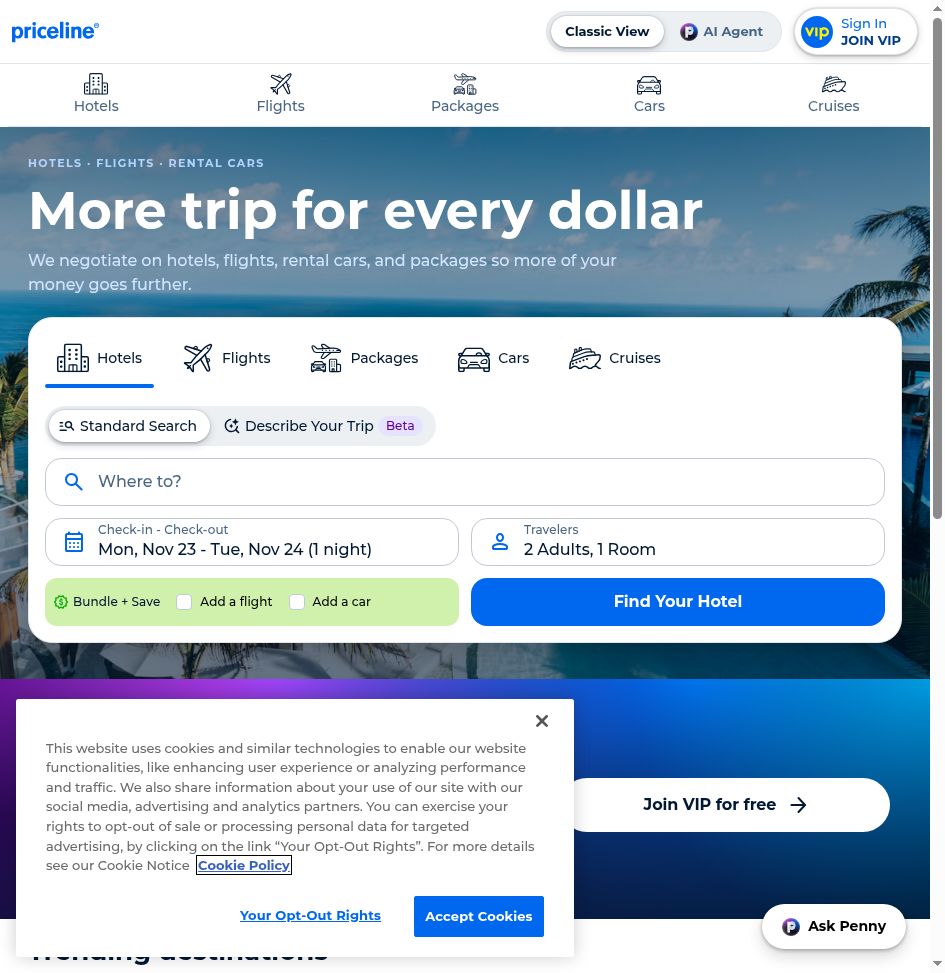 priceline®
Classic View
AI Agent
vip
Sign In
JOIN VIP
Hotels
Flights
Packages
Cars
Cruises
HOTELS · FLIGHTS · RENTAL CARS
More trip for every dollar
We negotiate on hotels, flights, rental cars, and packages so more of your
money goes further.
Hotels
Flights
Packages
Cars
Cruises
Standard Search
Describe Your Trip Beta
Where to?
Check-in - Check-out
Mon, Nov 23 - Tue, Nov 24 (1 night)
Travelers
2 Adults, 1 Room
Bundle + Save
Add a flight
Add a car
Find Your Hotel
This website uses cookies and similar technologies to enable our website
functionalities, like enhancing user experience or analyzing performance
and traffic. We also share information about your use of our site with our
social media, advertising and analytics partners. You can exercise your
rights to opt-out of sale or processing personal data for targeted
advertising, by clicking on the link “Your Opt-Out Rights”. For more details
see our Cookie Notice Cookie Policy
Your Opt-Out Rights
Accept Cookies
Join VIP for free
Ask Penny
Trending destinations